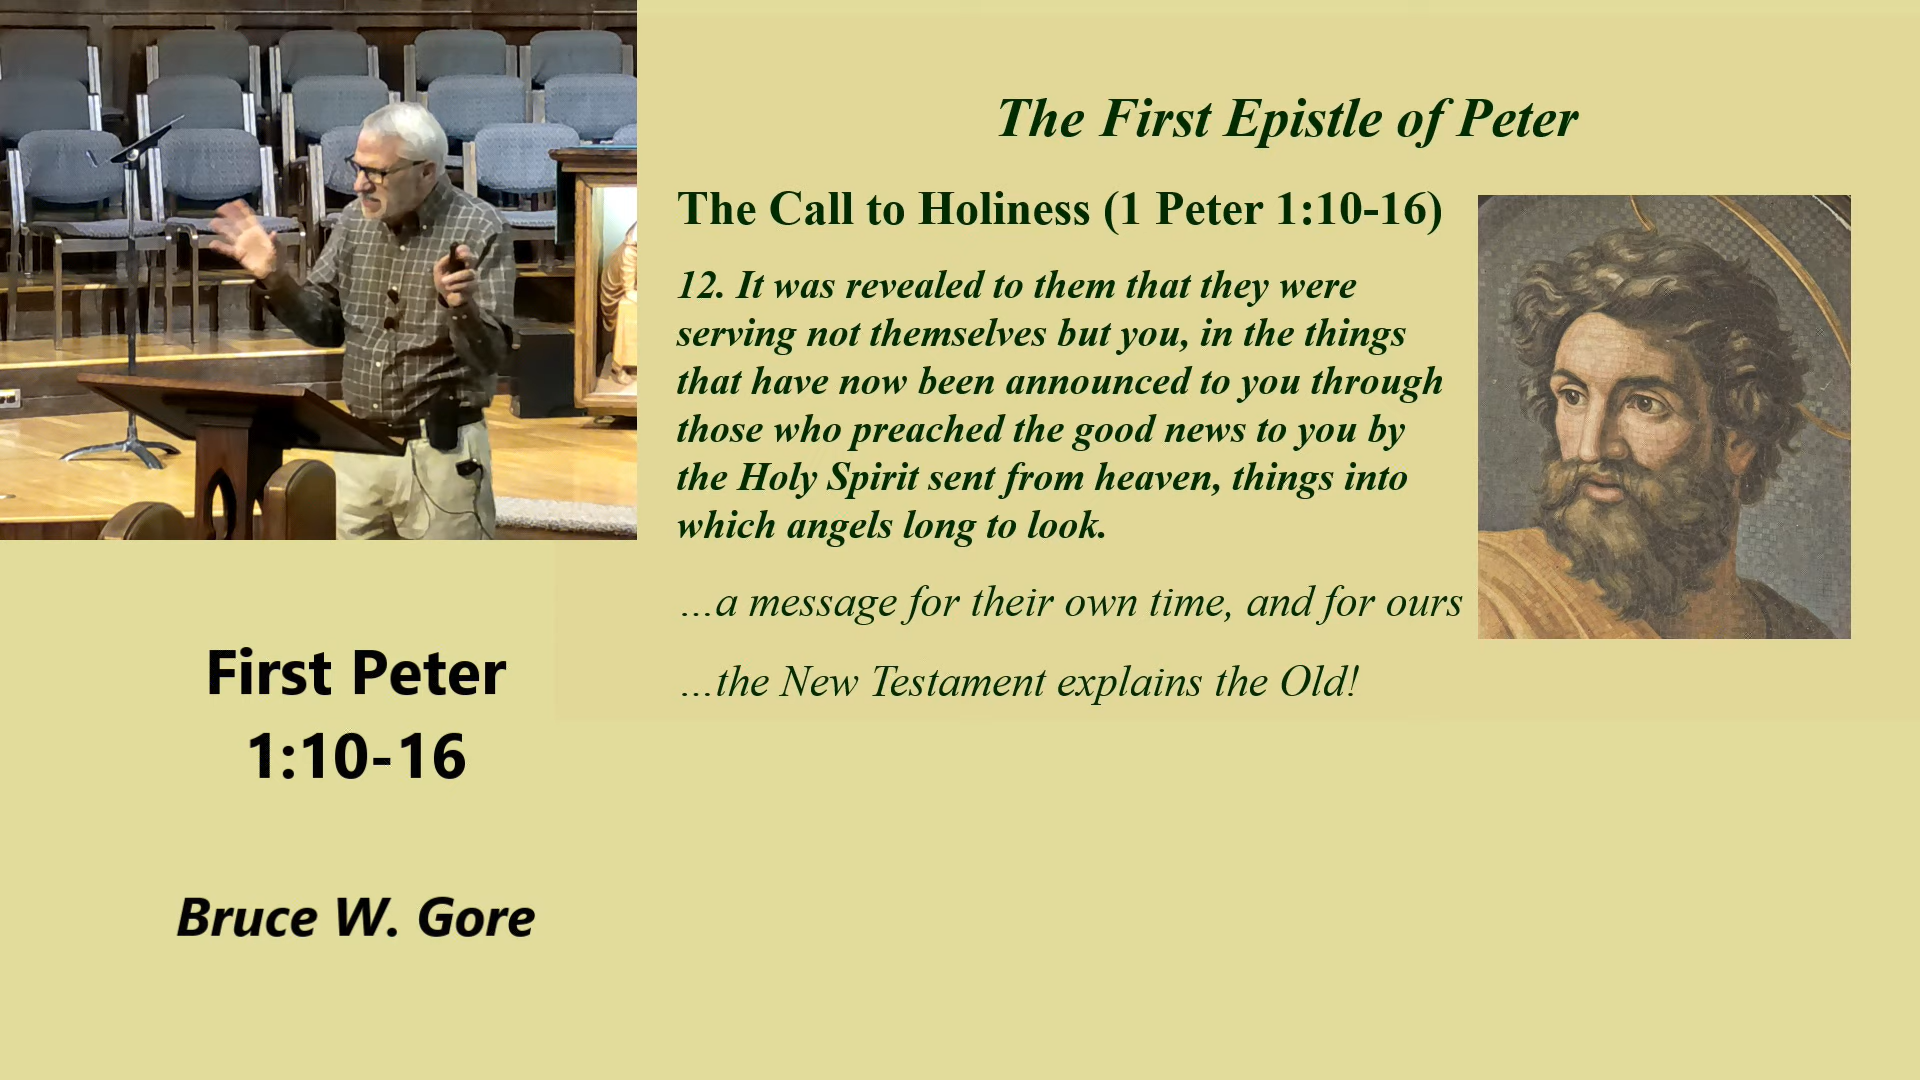 The First Epistle of Peter
The Call to Holiness (1 Peter 1:10-16)
12. It was revealed to them that they were
serving not themselves but you, in the things
that have now been announced to you through
those who preached the good news to you by
the Holy Spirit sent from heaven, things into
which angels long to look.
...a message for their own time, and for ours
...the New Testament explains the Old!
First Peter
1:10-16
Bruce W. Gore